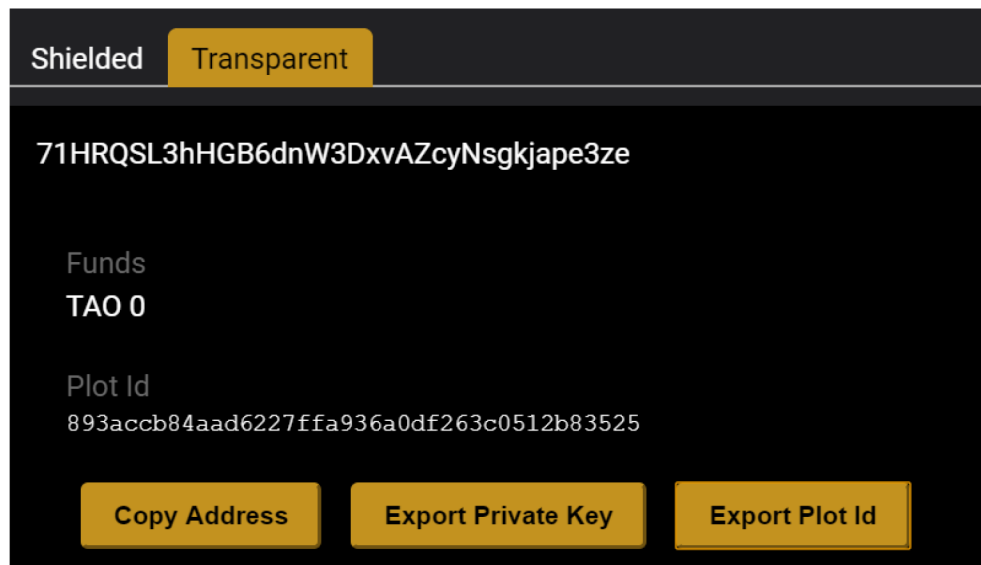 Shielded Transparent
71HRQSL3hHGB6dnW3DxvAZcyNsgkjape3ze
Funds
TAO 0
Plot Id
893accb84aad6227ffa936a0df263c0512b83525
Copy Address Export Private Key Export Plot Id